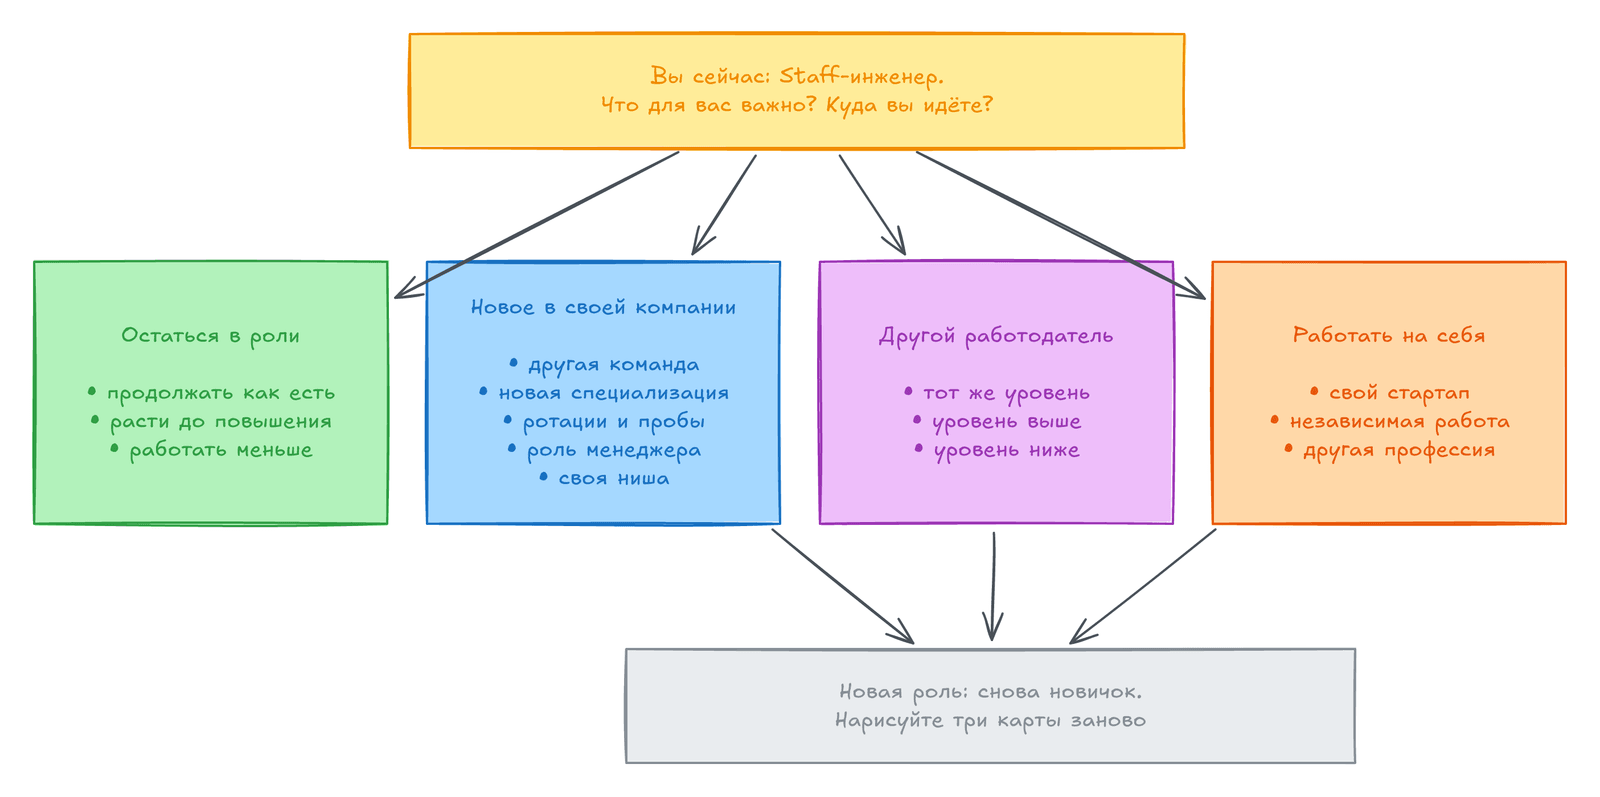 Вы сейчас: Staff-инженер.
Что для вас важно? Куда вы идёте?
Остаться в роли
• продолжать как есть
• расти до повышения
• работать меньше
Новое в своей компании
• другая команда
• новая специализация
• ротации и пробы
• роль менеджера
• своя ниша
Другой работодатель
• тот же уровень
• уровень выше
• уровень ниже
Работать на себя
• свой стартап
• независимая работа
• другая профессия
Новая роль: снова новичок.
Нарисуйте три карты заново